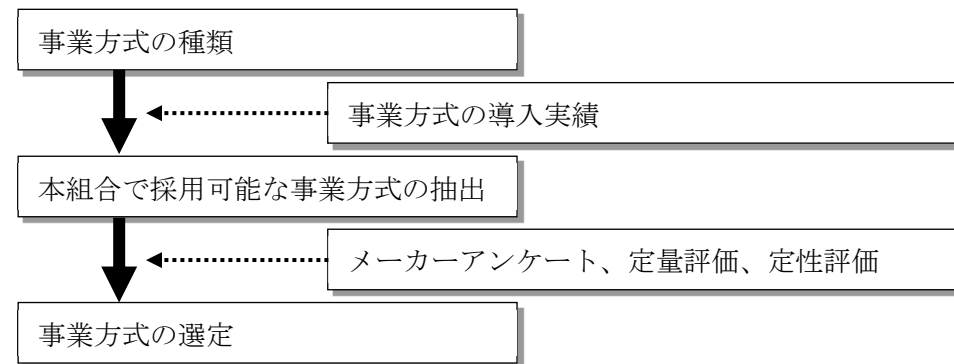 事業方式の種類
事業方式の導入実績
本組合で採用可能な事業方式の抽出
メーカーアンケート、定量評価、定性評価
事業方式の選定